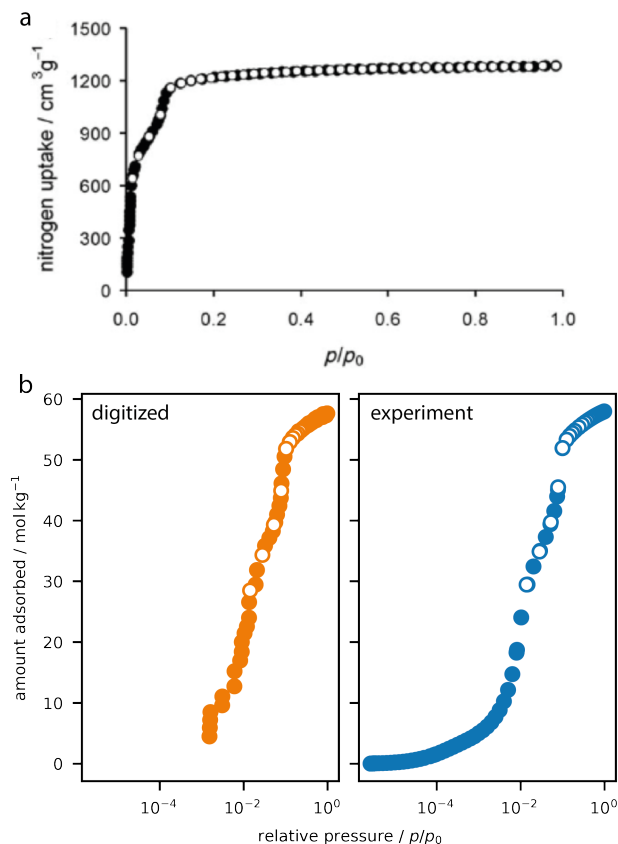 a
nitrogen uptake / cm³g⁻¹
1500
1200
900
600
300
0
0.0 0.2 0.4 0.6 0.8 1.0
p/p₀
b
digitized experiment
amount adsorbed / mol kg⁻¹
60
50
40
30
20
10
0
10⁻⁴ 10⁻² 10⁰ 10⁻⁴ 10⁻² 10⁰
relative pressure / p/p₀